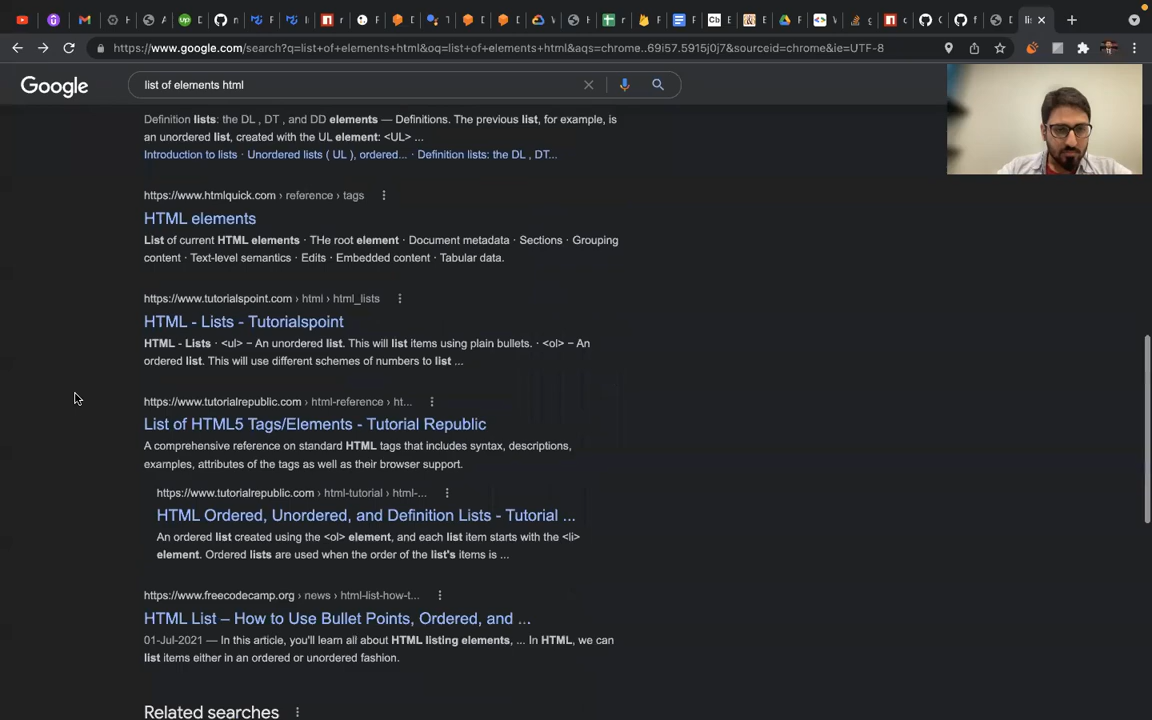 https://www.google.com/search?q=list+of+elements+html&oq=list+of+elements+html&aqs=chrome..69i57.5915j0j7&sourceid=chrome&ie=UTF-8
Google
list of elements html
Definition lists: the DL , DT , and DD elements — Definitions. The previous list, for example, is
an unordered list, created with the UL element: <UL> ...
Introduction to lists · Unordered lists ( UL ), ordered... · Definition lists: the DL , DT...
https://www.htmlquick.com › reference › tags
HTML elements
List of current HTML elements · THe root element · Document metadata · Sections · Grouping
content · Text-level semantics · Edits · Embedded content · Tabular data.
https://www.tutorialspoint.com › html › html_lists
HTML - Lists - Tutorialspoint
HTML - Lists · <ul> − An unordered list. This will list items using plain bullets. · <ol> − An
ordered list. This will use different schemes of numbers to list ...
https://www.tutorialrepublic.com › html-reference › ht...
List of HTML5 Tags/Elements - Tutorial Republic
A comprehensive reference on standard HTML tags that includes syntax, descriptions,
examples, attributes of the tags as well as their browser support.
https://www.tutorialrepublic.com › html-tutorial › html-...
HTML Ordered, Unordered, and Definition Lists - Tutorial ...
An ordered list created using the <ol> element, and each list item starts with the <li>
element. Ordered lists are used when the order of the list's items is ...
https://www.freecodecamp.org › news › html-list-how-t...
HTML List – How to Use Bullet Points, Ordered, and ...
01-Jul-2021 — In this article, you'll learn all about HTML listing elements, ... In HTML, we can
list items either in an ordered or unordered fashion.
Related searches